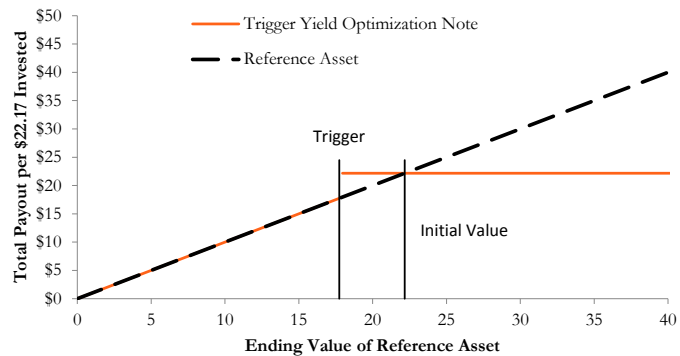 $50
$45
$40
$35
$30
$25
$20
$15
$10
$5
$0
Total Payout per $22.17 Invested
Trigger Yield Optimization Note
Reference Asset
Trigger
Initial Value
0 5 10 15 20 25 30 35 40
Ending Value of Reference Asset